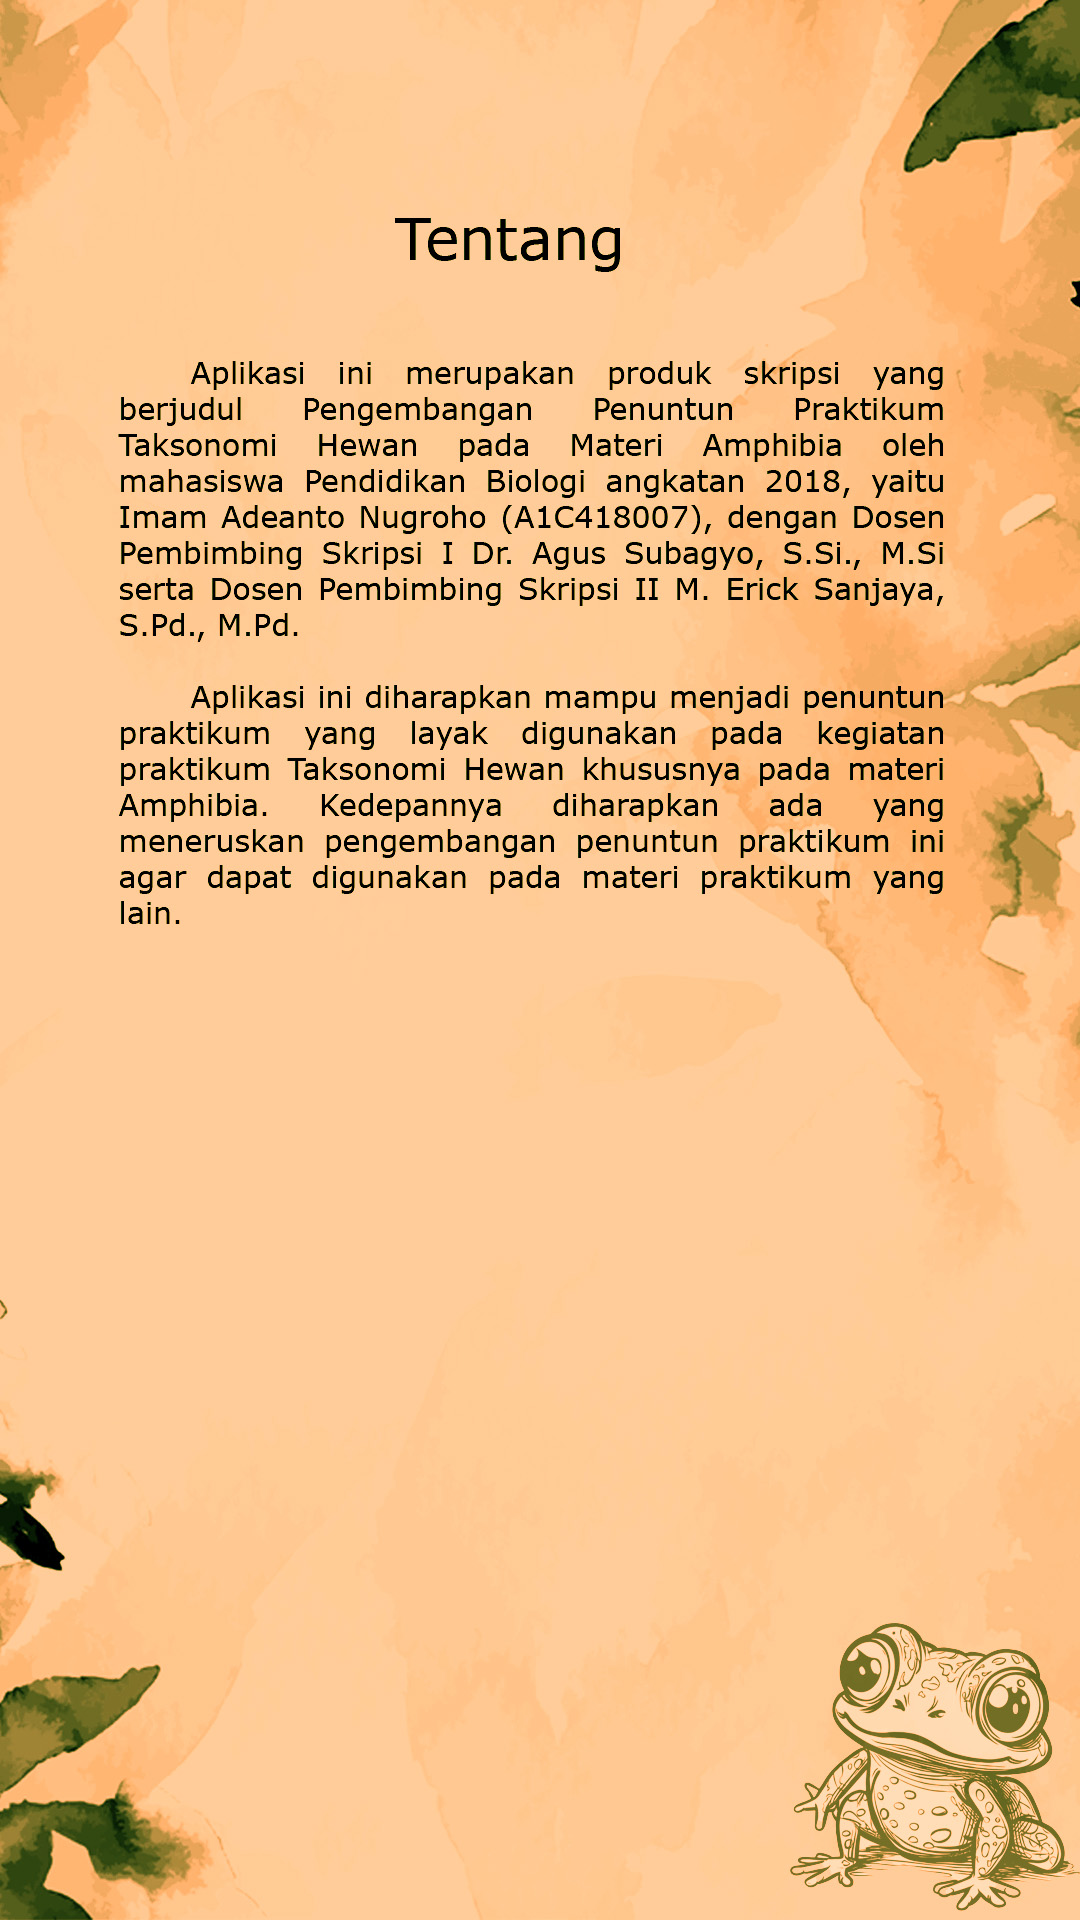 Tentang
Aplikasi ini merupakan produk skripsi yang
berjudul Pengembangan Penuntun Praktikum
Taksonomi Hewan pada Materi Amphibia oleh
mahasiswa Pendidikan Biologi angkatan 2018, yaitu
Imam Adeanto Nugroho (A1C418007), dengan Dosen
Pembimbing Skripsi I Dr. Agus Subagyo, S.Si., M.Si
serta Dosen Pembimbing Skripsi II M. Erick Sanjaya,
S.Pd., M.Pd.
Aplikasi ini diharapkan mampu menjadi penuntun
praktikum yang layak digunakan pada kegiatan
praktikum Taksonomi Hewan khususnya pada materi
Amphibia. Kedepannya diharapkan ada yang
meneruskan pengembangan penuntun praktikum ini
agar dapat digunakan pada materi praktikum yang
lain.